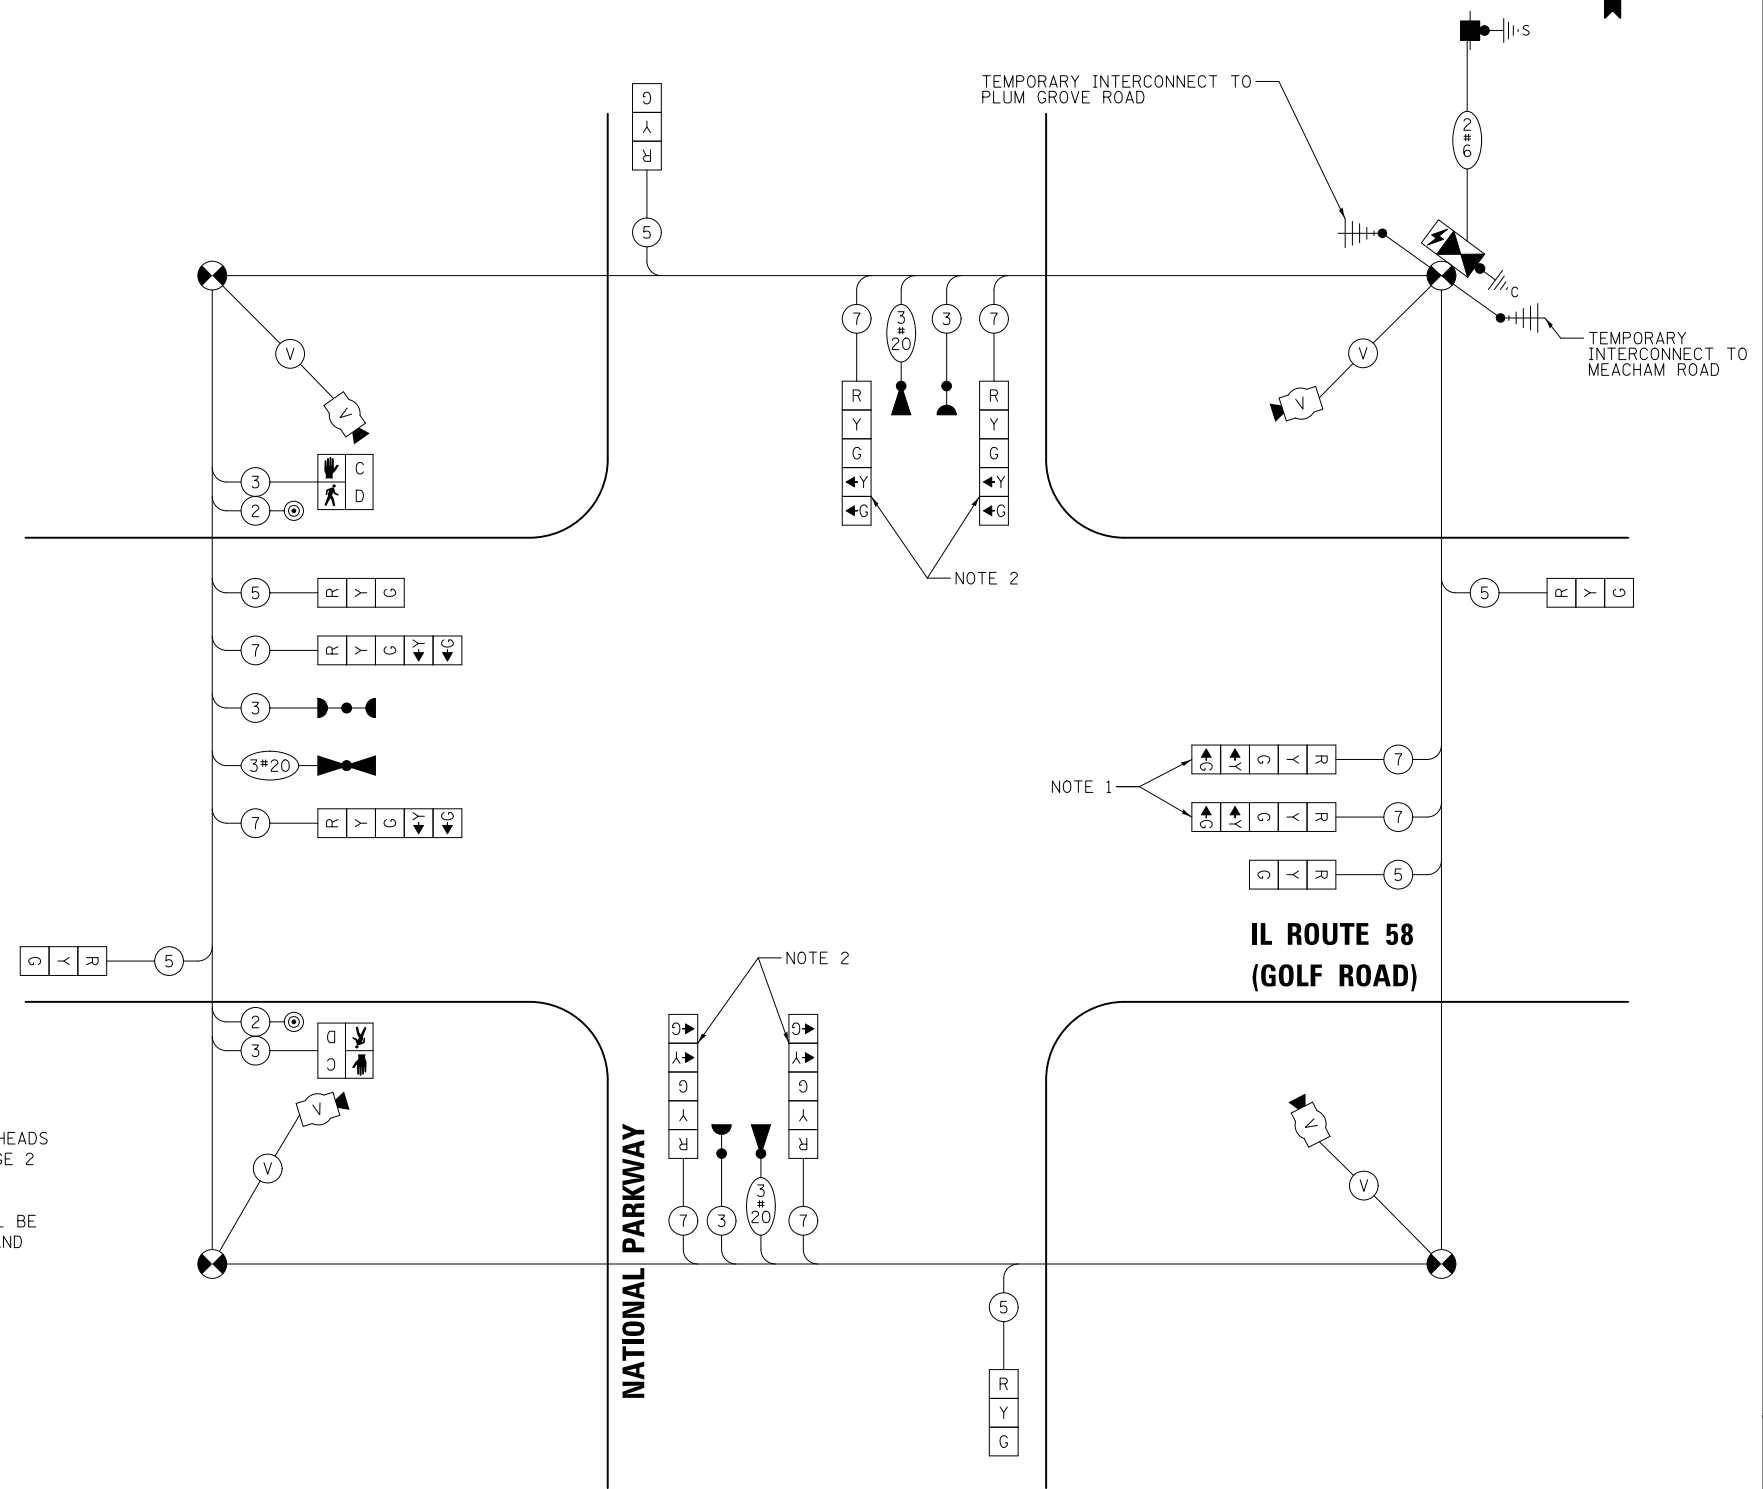 S
TEMPORARY INTERCONNECT TO
PLUM GROVE ROAD
G
Y
R
2
#
6
5
C
TEMPORARY
INTERCONNECT TO
MEACHAM ROAD
7
3
#
20
3
7
V
V
V
V
R
Y
G
Y
G
R
Y
G
Y
G
3
C
2
D
NOTE 2
5
R Y G
5
R Y G
7
R Y G Y G
3
3#20
7
R Y G Y G
G Y G Y R
7
NOTE 1
G Y G Y R
7
G Y R
5
IL ROUTE 58
(GOLF ROAD)
G Y R
5
NOTE 2
2
D
3
C
G
Y
G
Y
R
G
Y
G
Y
R
V
V
HEADS
GE 2
V
V
L BE
AND
7
3
3
#
20
7
NATIONAL PARKWAY
5
R
Y
G